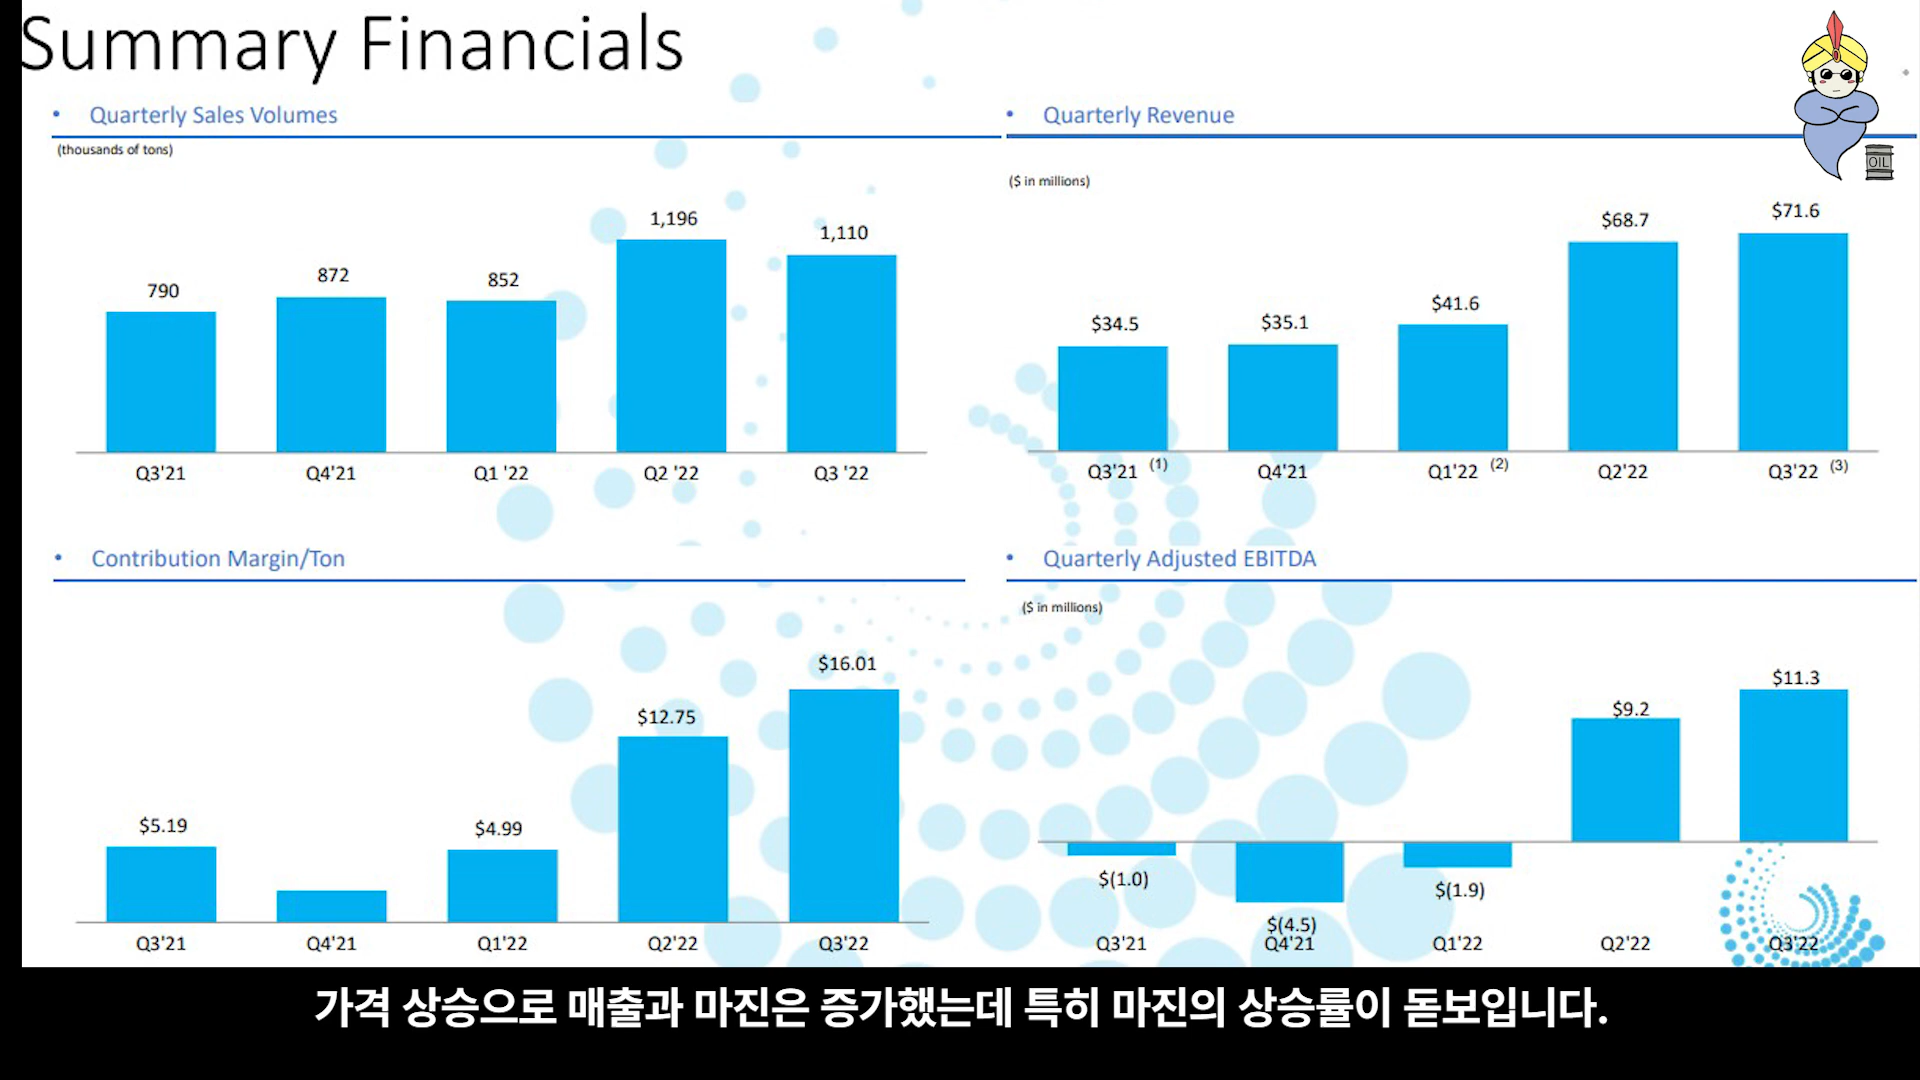 Summary Financials
• Quarterly Sales Volumes
(thousands of tons)
1,196
1,110
872
852
790
Q3'21 Q4'21 Q1 '22 Q2 '22 Q3 '22
• Quarterly Revenue
($ in millions)
OIL
$71.6
$68.7
$41.6
$34.5
$35.1
Q3'21 (1) Q4'21 Q1'22 (2) Q2'22 Q3'22 (3)
• Contribution Margin/Ton
$16.01
$12.75
$5.19
$4.99
Q3'21 Q4'21 Q1'22 Q2'22 Q3'22
• Quarterly Adjusted EBITDA
($ in millions)
$11.3
$9.2
$(1.0)
$(1.9)
$(4.5)
Q3'21 Q4'21 Q1'22 Q2'22 Q3'22
가격 상승으로 매출과 마진은 증가했는데 특히 마진의 상승률이 돋보입니다.